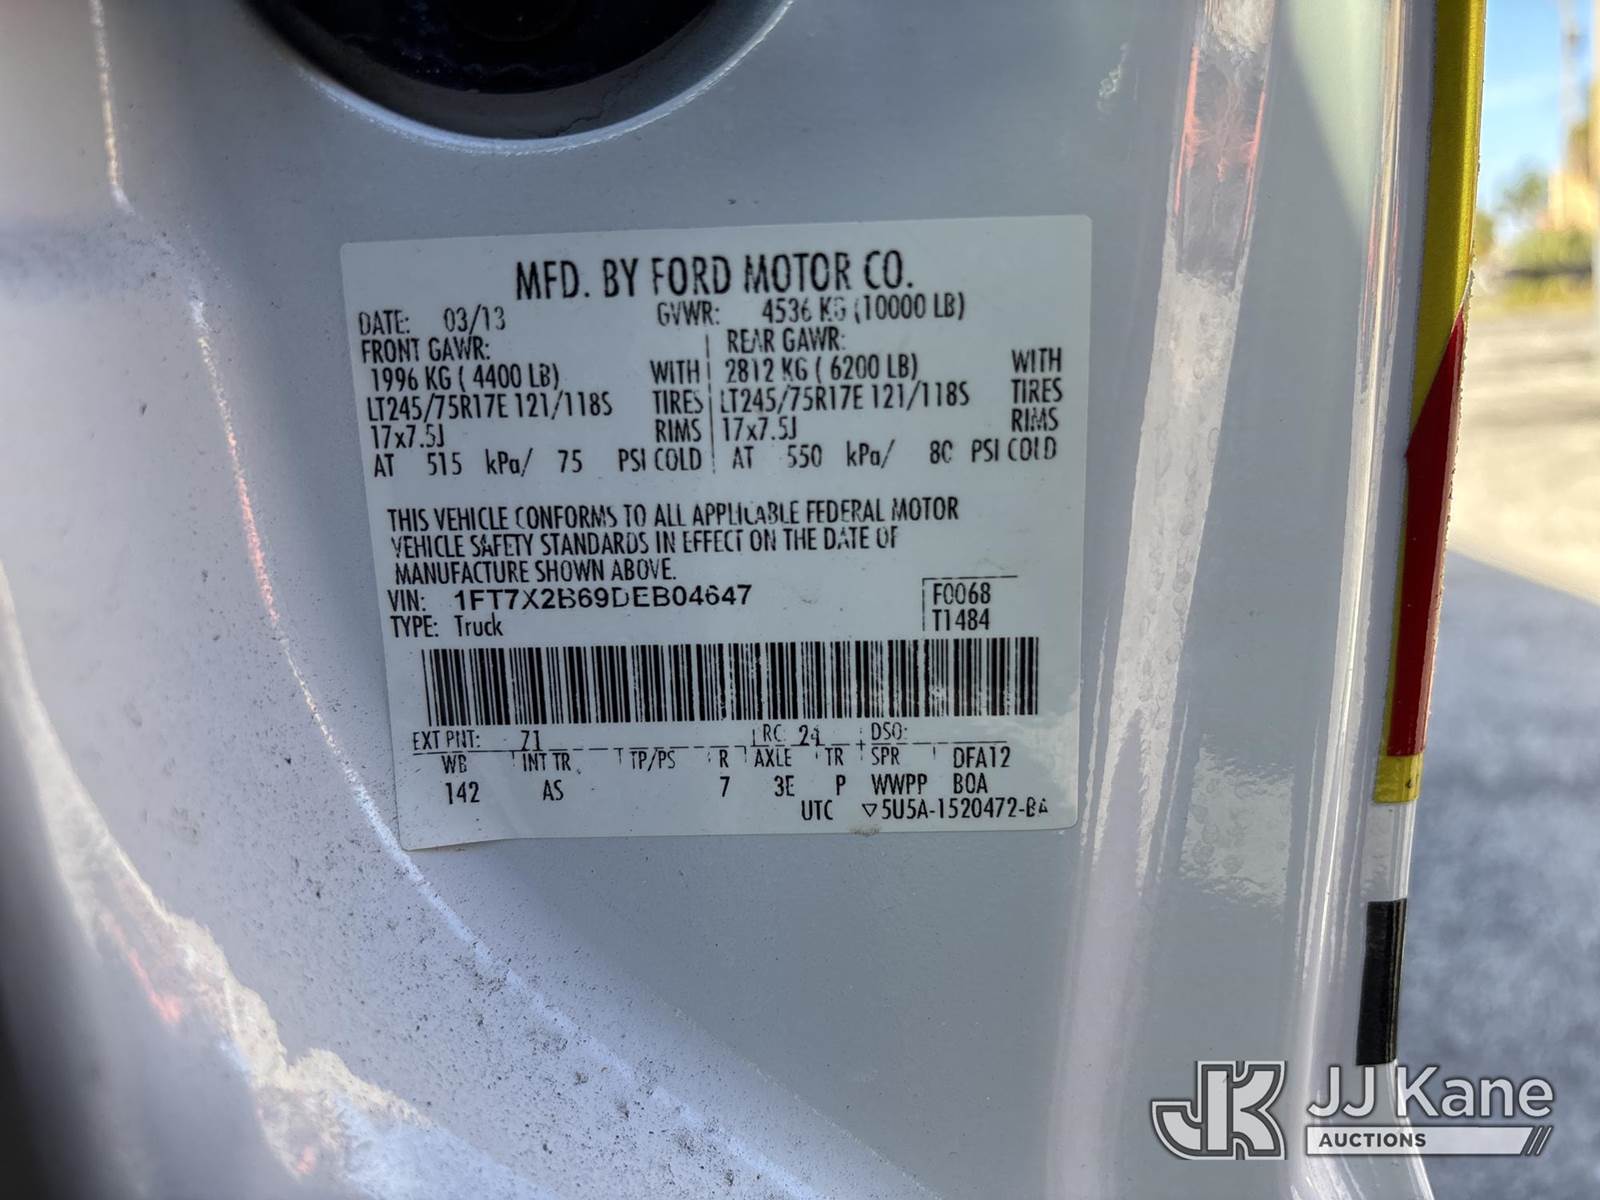 MFD. BY FORD MOTOR CO.
DATE: 03/13 GVWR: 4536 KG (10000 LB)
FRONT GAWR: REAR GAWR:
1996 KG ( 4400 LB) WITH 2812 KG ( 6200 LB) WITH
LT245/75R17E 121/118S TIRES LT245/75R17E 121/118S TIRES
17x7.5J RIMS 17x7.5J RIMS
AT 515 kPa/ 75 PSI COLD AT 550 kPa/ 80 PSI COLD
THIS VEHICLE CONFORMS TO ALL APPLICABLE FEDERAL MOTOR
VEHICLE SAFETY STANDARDS IN EFFECT ON THE DATE OF
MANUFACTURE SHOWN ABOVE.
VIN: 1FT7X2B69DEB04647 F0068
TYPE: Truck T1484
EXT PNT: Z1 RC: 24 DSO:
WB INT TR TP/PS R AXLE TR SPR DFA12
142 AS 7 3E P WWPP BOA
UTC ▽5U5A-1520472-BA
JK JJ Kane
AUCTIONS